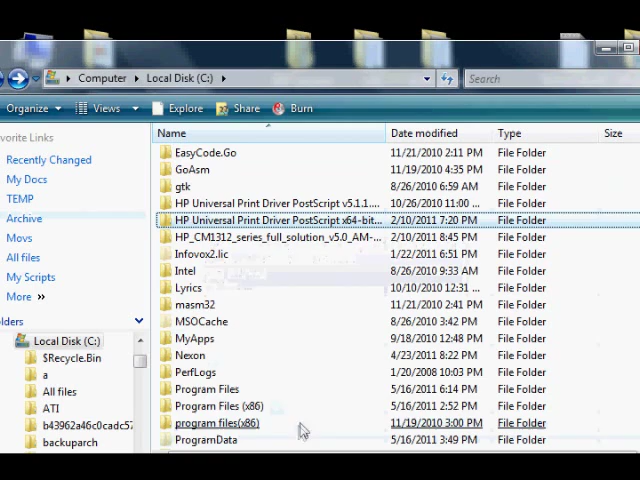 Computer ▸ Local Disk (C:) ▸ Search
Organize Views Explore Share Burn
avorite Links
Recently Changed
My Docs
TEMP
Archive
Movs
All files
My Scripts
More »
olders
Local Disk (C:)
$Recycle.Bin
a
All files
ATI
b43962a46c0cadc57
backuparch
Name Date modified Type Size
EasyCode.Go 11/21/2010 2:11 PM File Folder
GoAsm 11/19/2010 4:35 PM File Folder
gtk 8/26/2010 6:59 AM File Folder
HP Universal Print Driver PostScript v5.1.1.... 10/26/2010 11:00 ... File Folder
HP Universal Print Driver PostScript x64-bit... 2/10/2011 7:20 PM File Folder
HP_CM1312_series_full_solution_v5.0_AM-... 2/10/2011 8:45 PM File Folder
Infovox2.lic 1/22/2011 6:51 PM File Folder
Intel 8/26/2010 9:33 AM File Folder
Lyrics 10/10/2010 12:31 ... File Folder
masm32 11/21/2010 2:41 PM File Folder
MSOCache 8/26/2010 3:42 PM File Folder
MyApps 9/18/2010 12:48 PM File Folder
Nexon 4/23/2011 8:22 PM File Folder
PerfLogs 1/20/2008 10:03 PM File Folder
Program Files 5/16/2011 6:14 PM File Folder
Program Files (x86) 5/16/2011 2:52 PM File Folder
program files(x86) 11/19/2010 3:00 PM File Folder
ProgramData 5/16/2011 3:49 PM File Folder